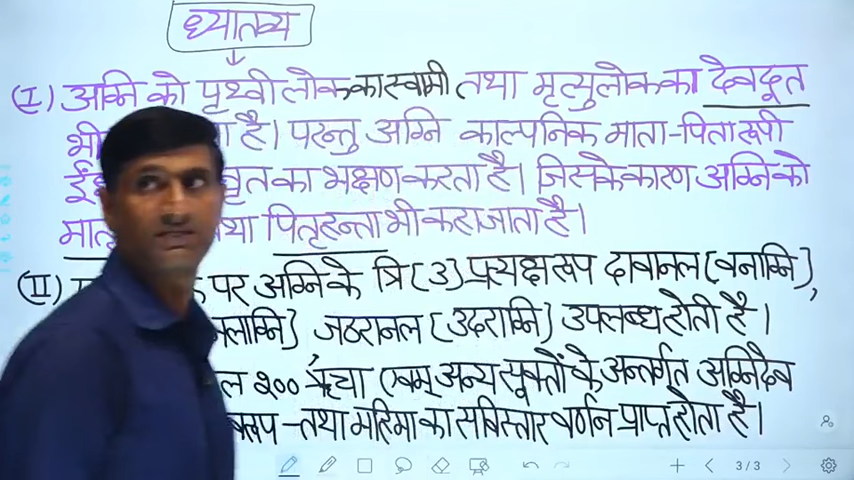 ध्यातव्य
(I) अग्नि को पृथ्वी लोक का स्वामी तथा मृत्युलोक का देवदूत
भी है। परन्तु अग्नि काल्पनिक माता-पिता रूपी
का भक्षण करता है। जिसके कारण अग्नि को
तथा पितृहन्ता भी कहा जाता है।
(II) पर अग्नि के त्रि (3) प्रत्यक्ष रूप दावानल (वनाग्नि),
जठरानल (उदराग्नि) उपलब्ध होती है।
२०० ऋचा एवम् अन्य सूक्तों के अन्तर्गत अग्निदेव
तथा महिमा का सविस्तार वर्णन प्राप्त होता है।
3/3